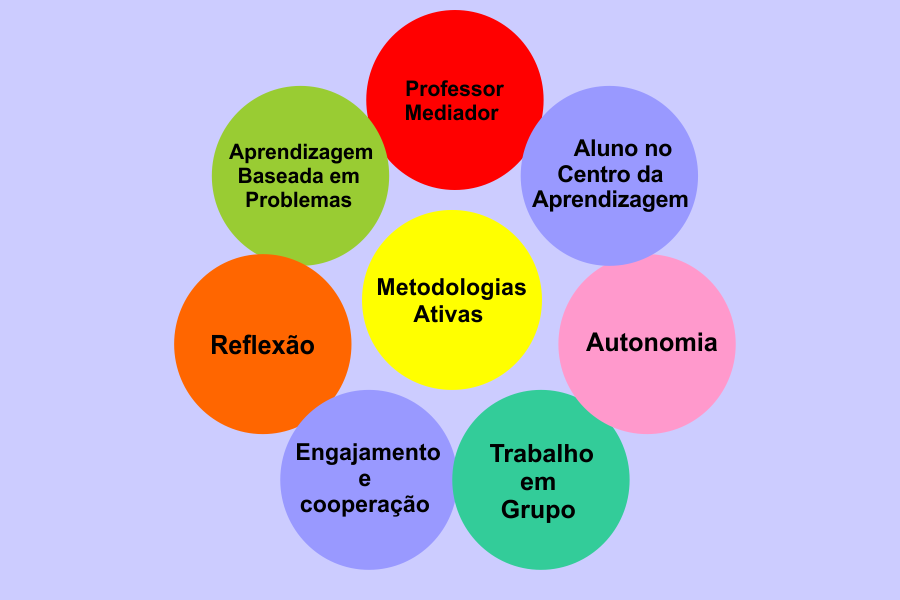 Professor
Mediador
Aprendizagem
Baseada em
Problemas
Aluno no
Centro da
Aprendizagem
Metodologias
Ativas
Reflexão
Autonomia
Engajamento
e
cooperação
Trabalho
em
Grupo